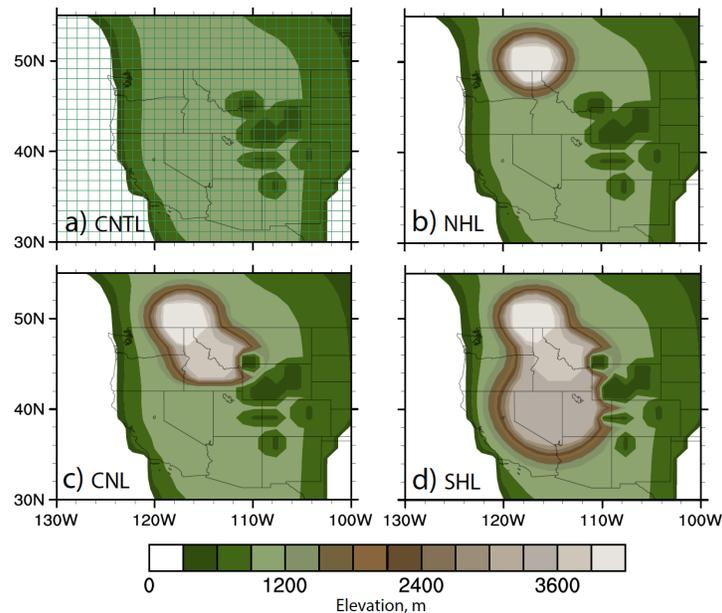 50N
40N
30N
a) CNTL
b) NHL
50N
40N
30N
c) CNL
d) SHL
130W 120W 110W 100W
130W 120W 110W 100W
0 1200 2400 3600
Elevation, m